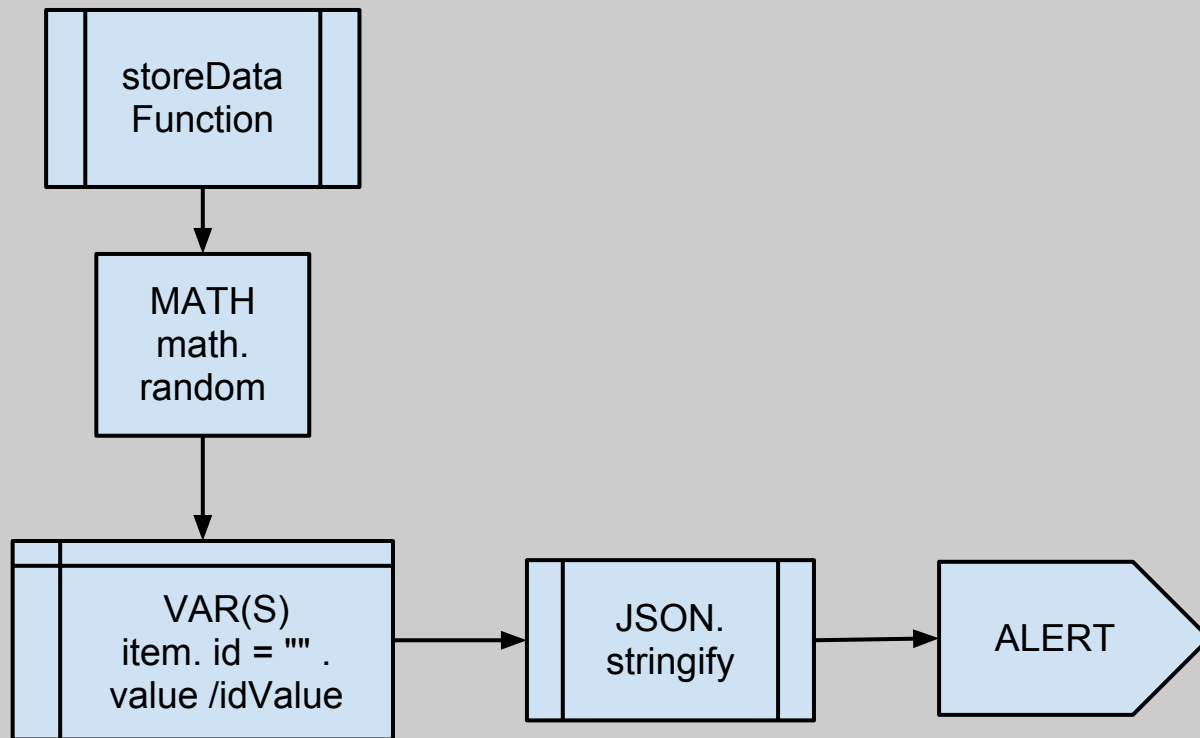 storeData
Function
MATH
math.
random
VAR(S)
item. id = "" .
value /idValue
JSON.
stringify
ALERT